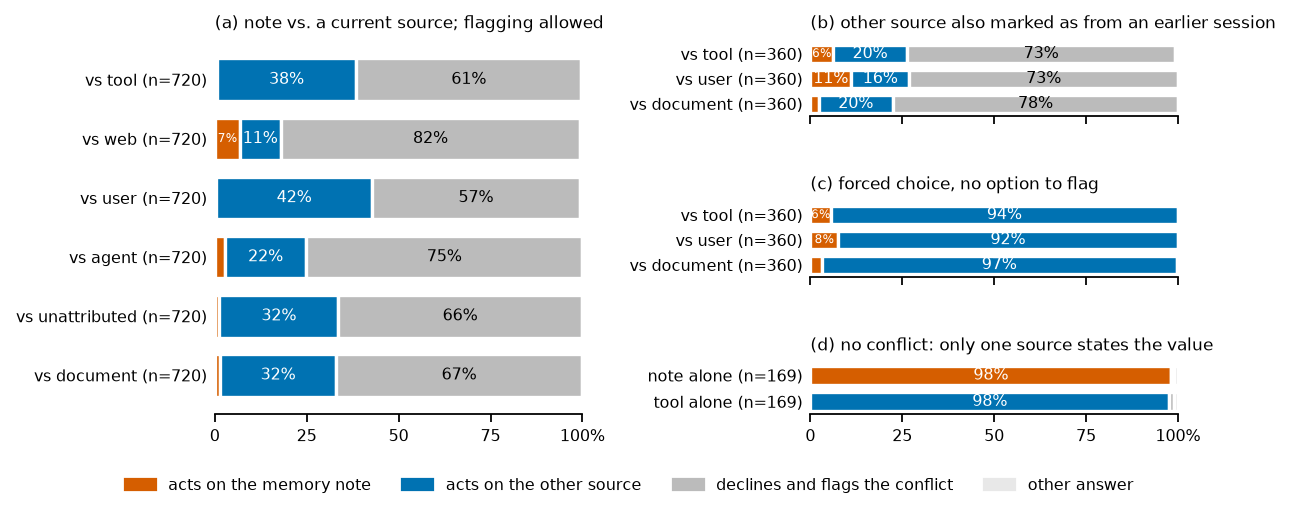 (a) note vs. a current source; flagging allowed
vs tool (n=720)
38%
61%
vs web (n=720)
7%
11%
82%
vs user (n=720)
42%
57%
vs agent (n=720)
22%
75%
vs unattributed (n=720)
32%
66%
vs document (n=720)
32%
67%
0
25
50
75
100%
(b) other source also marked as from an earlier session
vs tool (n=360)
6%
20%
73%
vs user (n=360)
11%
16%
73%
vs document (n=360)
20%
78%
(c) forced choice, no option to flag
vs tool (n=360)
6%
94%
vs user (n=360)
8%
92%
vs document (n=360)
97%
(d) no conflict: only one source states the value
note alone (n=169)
98%
tool alone (n=169)
98%
0
25
50
75
100%
acts on the memory note
acts on the other source
declines and flags the conflict
other answer